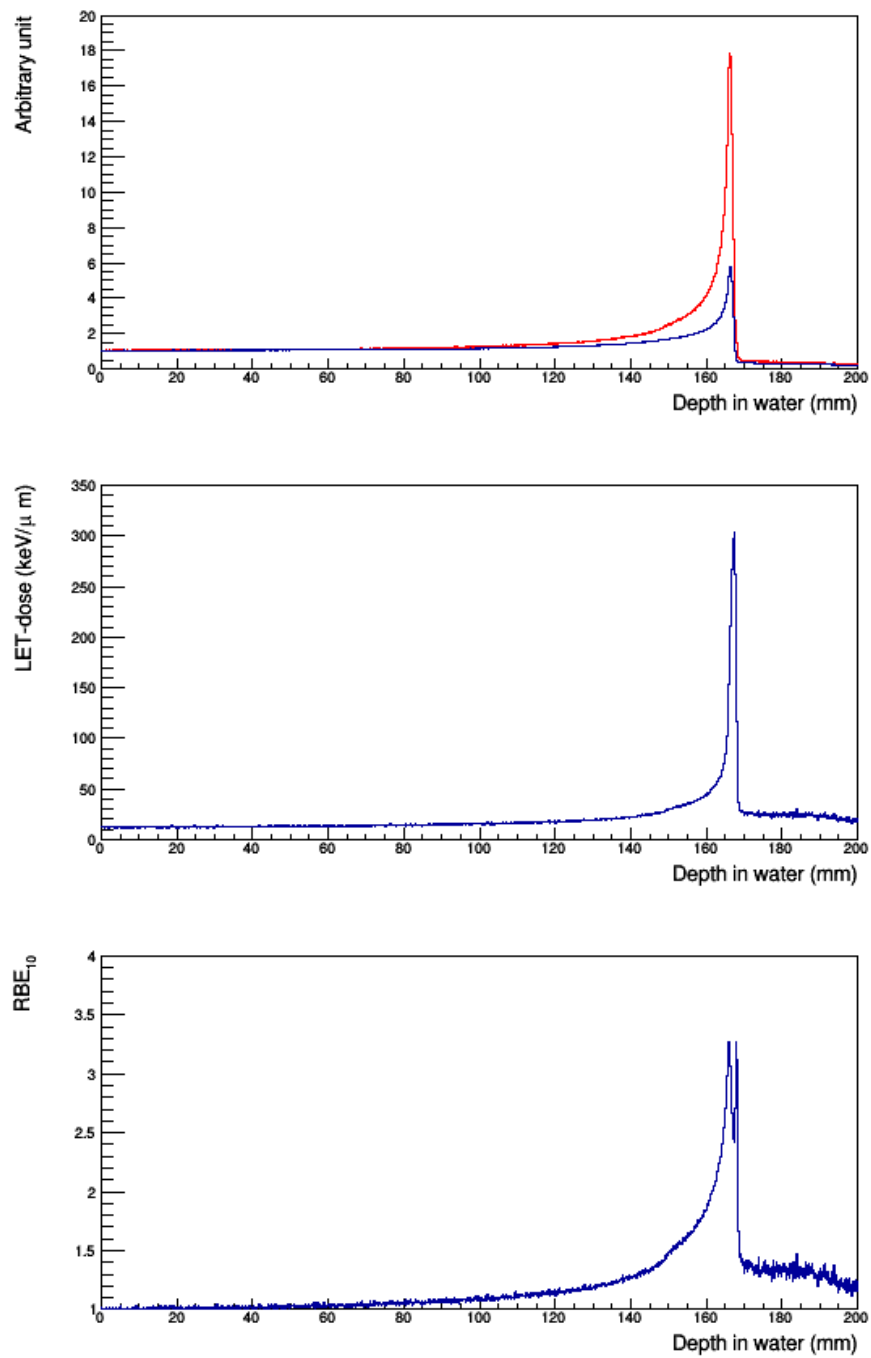 Arbitrary unit
20
18
16
14
12
10
8
6
4
2
0
0 20 40 60 80 100 120 140 160 180 200
Depth in water (mm)
LET-dose (keV/μ m)
350
300
250
200
150
100
50
0
0 20 40 60 80 100 120 140 160 180 200
Depth in water (mm)
RBE₁₀
4
3.5
3
2.5
2
1.5
1
0 20 40 60 80 100 120 140 160 180 200
Depth in water (mm)